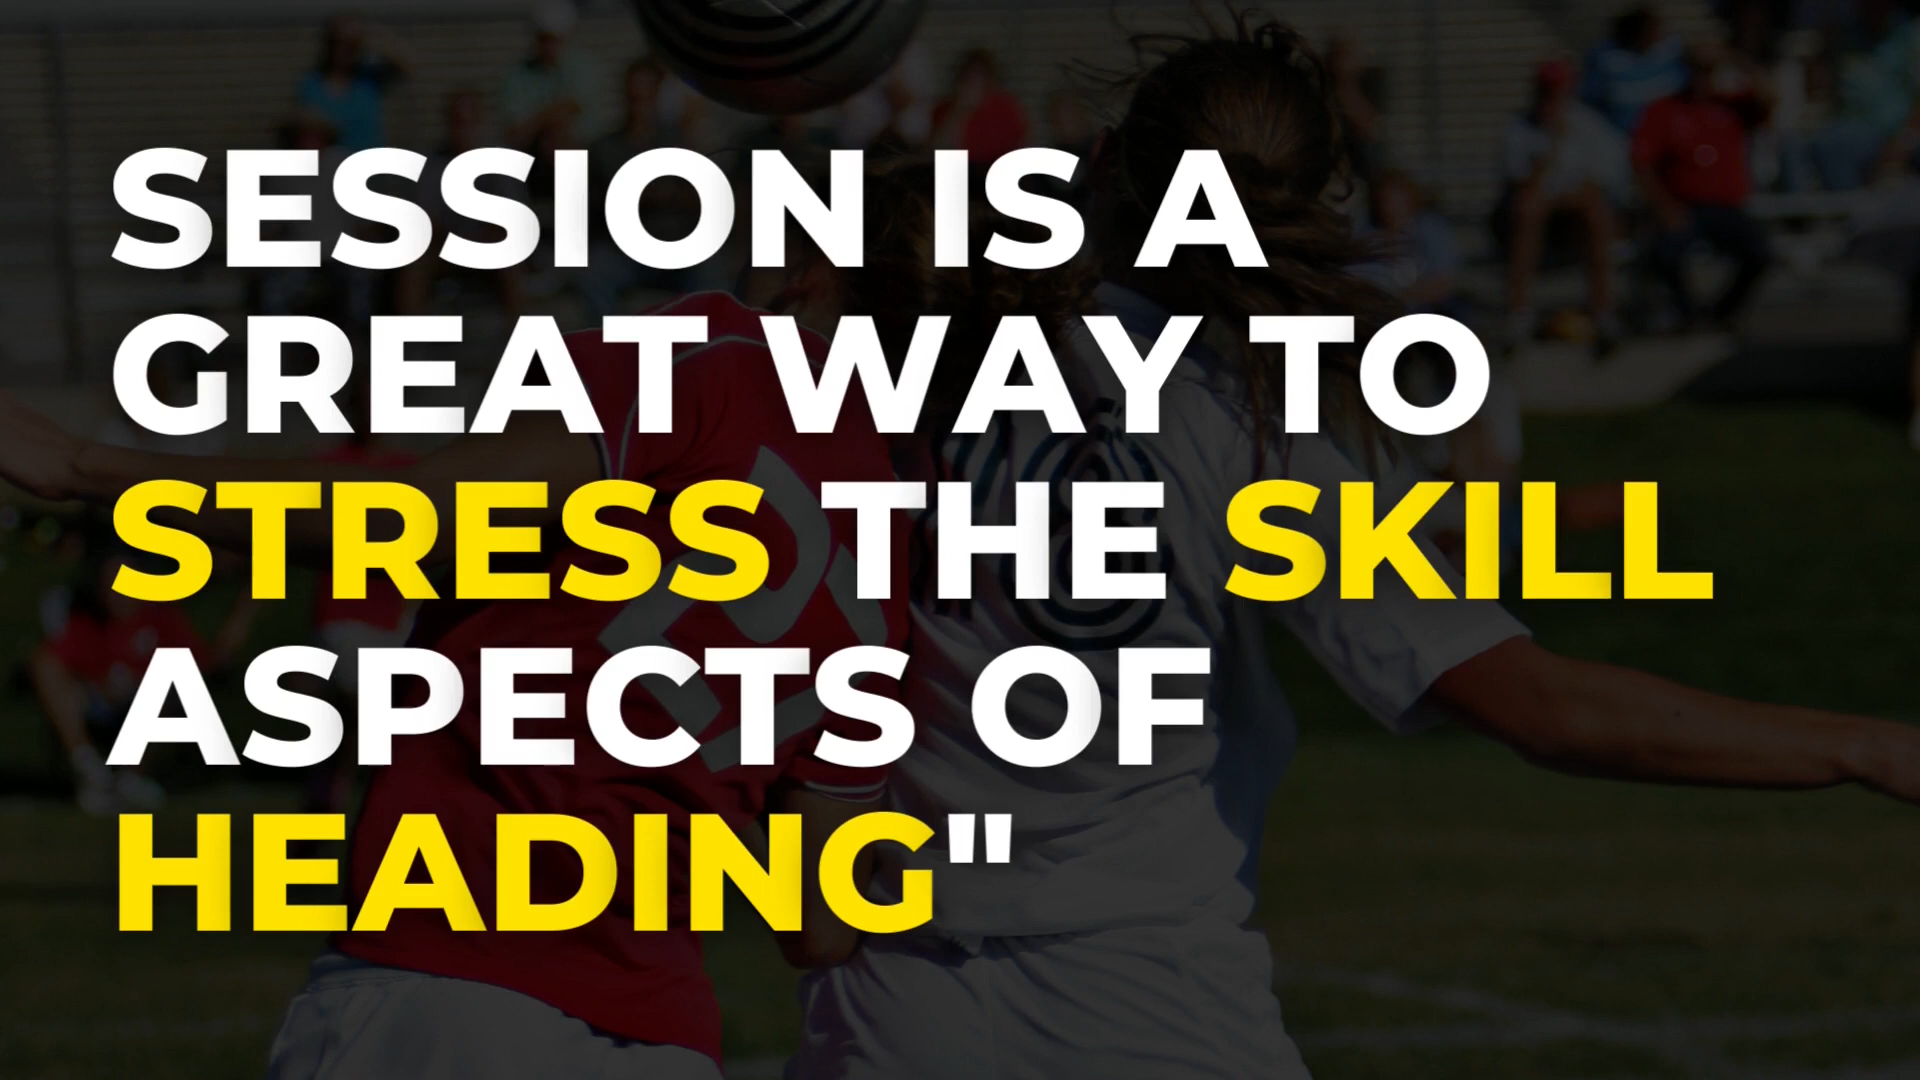 SESSION IS A
GREAT WAY TO
STRESS THE SKILL
ASPECTS OF
HEADING"